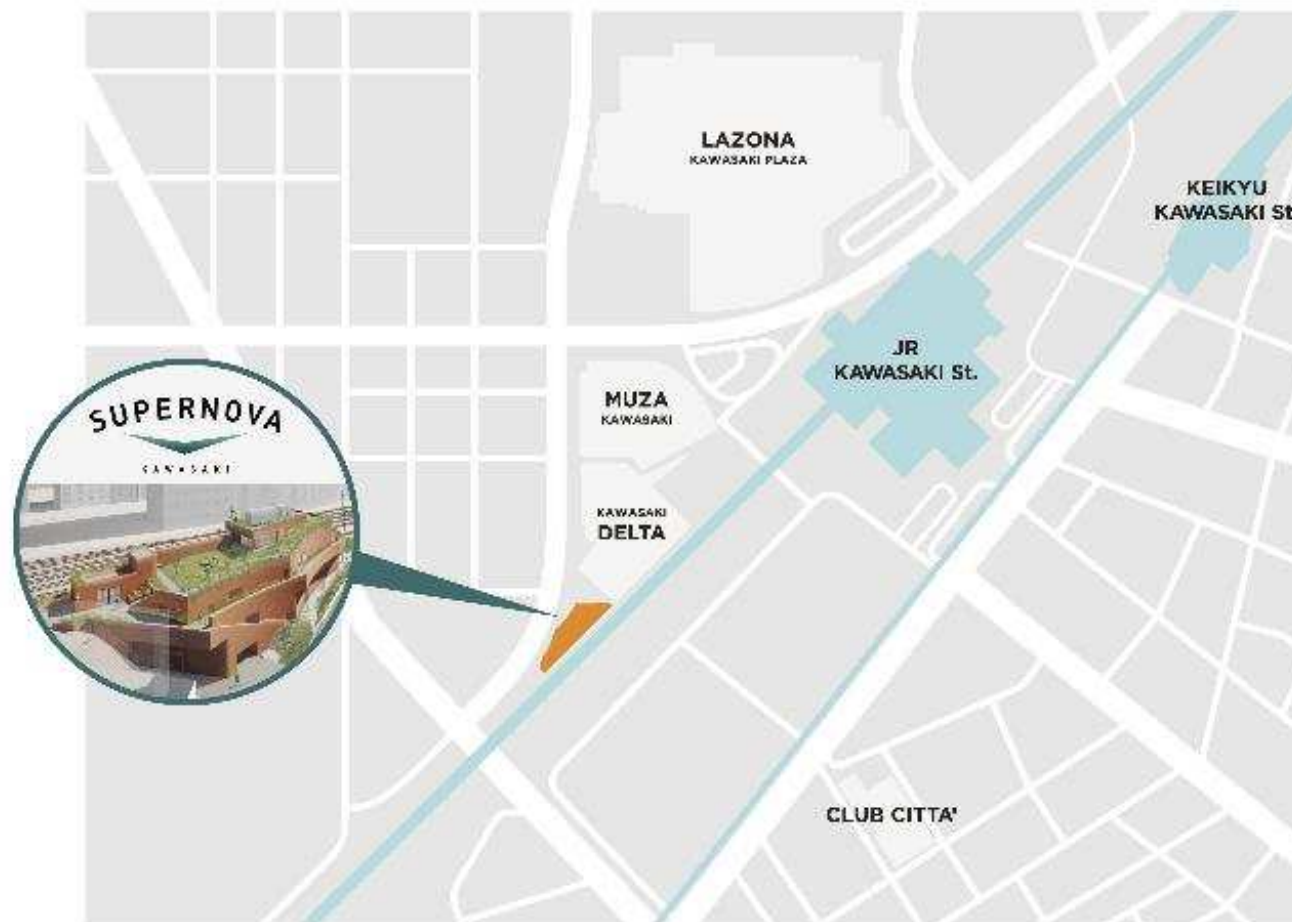 LAZONA
KAWASAKI PLAZA
KEIKYU
KAWASAKI St
JR
KAWASAKI St.
MUZA
KAWASAKI
SUPERNOVA
KAWASAKI
KAWASAKI
DELTA
CLUB CITTA'